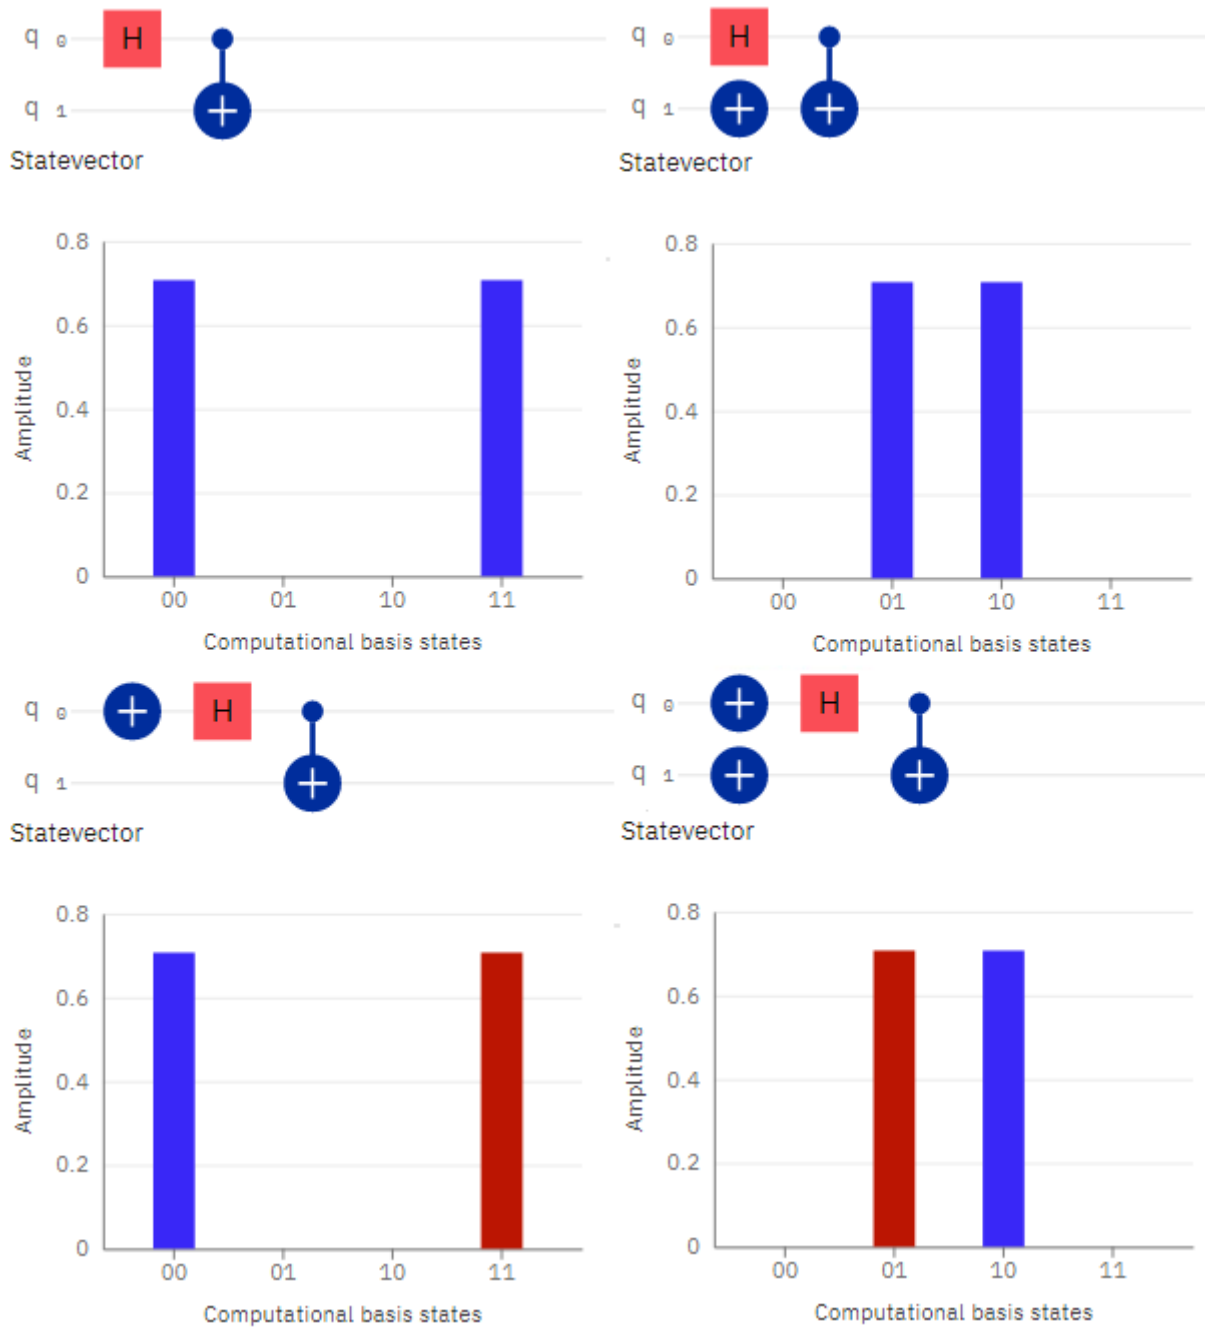 q 0 H
q 1
Statevector
0.8
0.6
0.4
0.2
0
Amplitude
00 01 10 11
Computational basis states
q 0 H
q 1
Statevector
0.8
0.6
0.4
0.2
0
Amplitude
00 01 10 11
Computational basis states
q 0 H
q 1
Statevector
0.8
0.6
0.4
0.2
0
Amplitude
00 01 10 11
Computational basis states
q 0 H
q 1
Statevector
0.8
0.6
0.4
0.2
0
Amplitude
00 01 10 11
Computational basis states